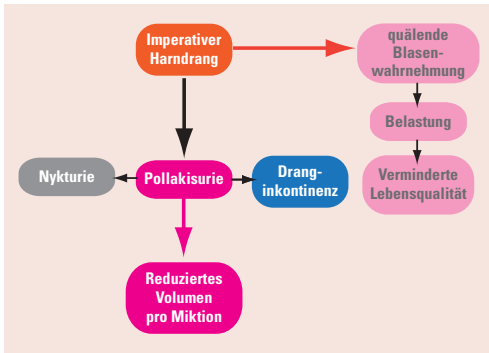 Imperativer
Harndrang
quälende
Blasen-
wahrnehmung
Belastung
Nykturie
Pollakisurie
Drang-
inkontinenz
Verminderte
Lebensqualität
Reduziertes
Volumen
pro Miktion